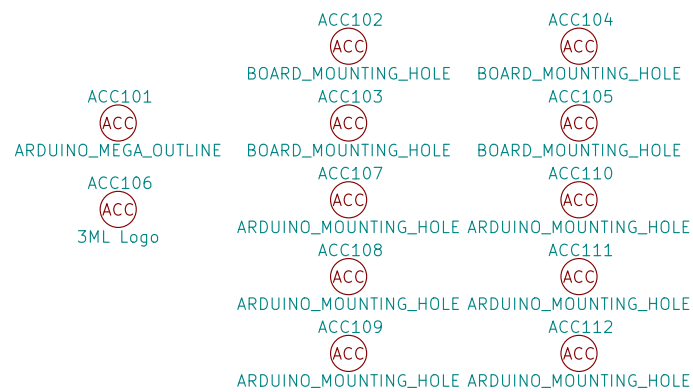 ACC102
ACC
BOARD_MOUNTING_HOLE
ACC104
ACC
BOARD_MOUNTING_HOLE
ACC101
ACC
ARDUINO_MEGA_OUTLINE
ACC103
ACC
BOARD_MOUNTING_HOLE
ACC105
ACC
BOARD_MOUNTING_HOLE
ACC106
ACC
3ML Logo
ACC107
ACC
ARDUINO_MOUNTING_HOLE
ACC110
ACC
ARDUINO_MOUNTING_HOLE
ACC108
ACC
ARDUINO_MOUNTING_HOLE
ACC111
ACC
ARDUINO_MOUNTING_HOLE
ACC109
ACC
ARDUINO_MOUNTING_HOLE
ACC112
ACC
ARDUINO_MOUNTING_HOLE